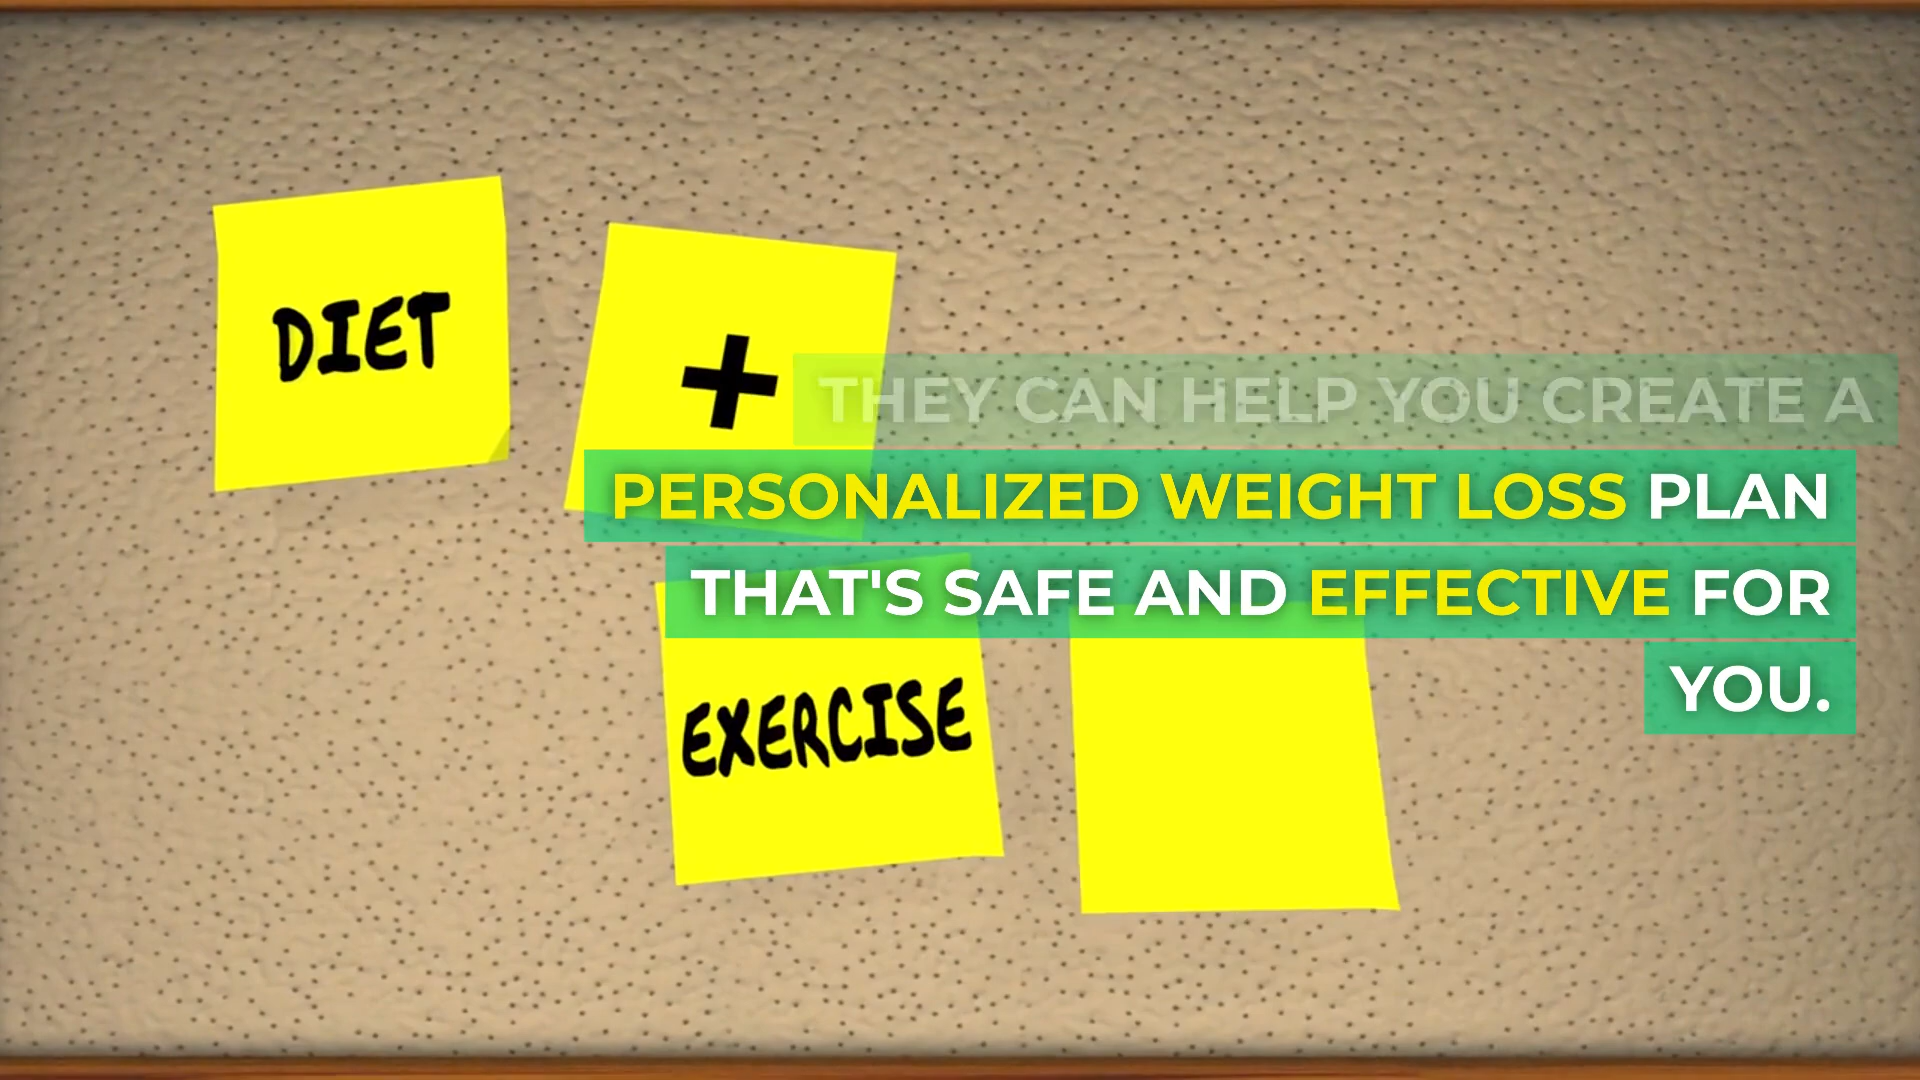 DIET
+
THEY CAN HELP YOU CREATE A
PERSONALIZED WEIGHT LOSS PLAN
THAT'S SAFE AND EFFECTIVE FOR
YOU.
EXERCISE